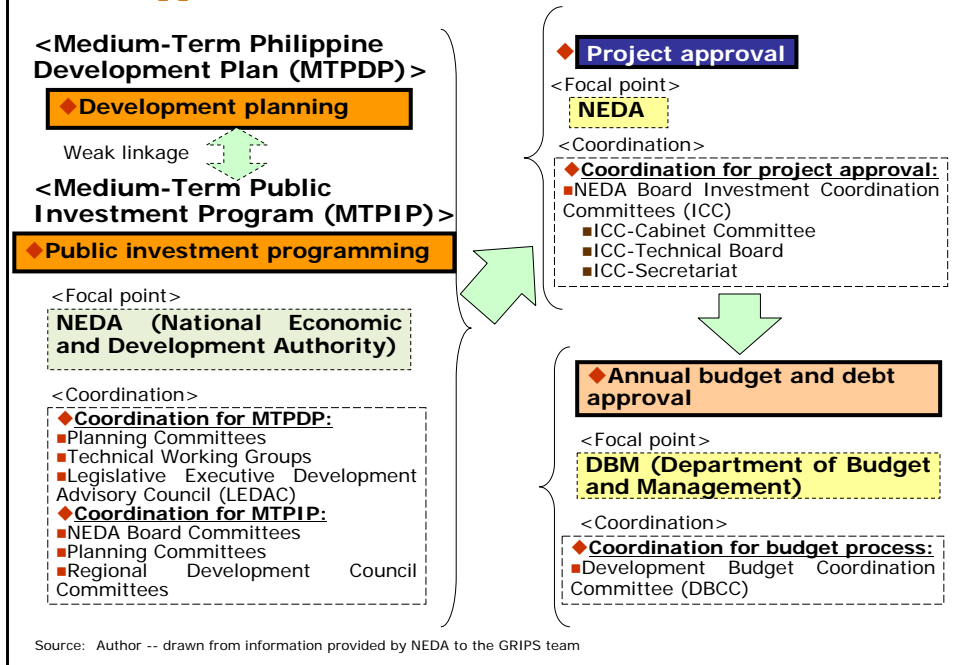 <Medium-Term Philippine
Development Plan (MTPDP)>
◆Development planning
Weak linkage
<Medium-Term Public
Investment Program (MTPIP)>
◆Public investment programming
<Focal point>
NEDA (National Economic
and Development Authority)
<Coordination>
◆Coordination for MTPDP:
■Planning Committees
■Technical Working Groups
■Legislative Executive Development
Advisory Council (LEDAC)
◆Coordination for MTPIP:
■NEDA Board Committees
■Planning Committees
■Regional Development Council
Committees
◆Project approval
<Focal point>
NEDA
<Coordination>
◆Coordination for project approval:
■NEDA Board Investment Coordination
Committees (ICC)
■ICC-Cabinet Committee
■ICC-Technical Board
■ICC-Secretariat
◆Annual budget and debt
approval
<Focal point>
DBM (Department of Budget
and Management)
<Coordination>
◆Coordination for budget process:
■Development Budget Coordination
Committee (DBCC)
Source: Author -- drawn from information provided by NEDA to the GRIPS team